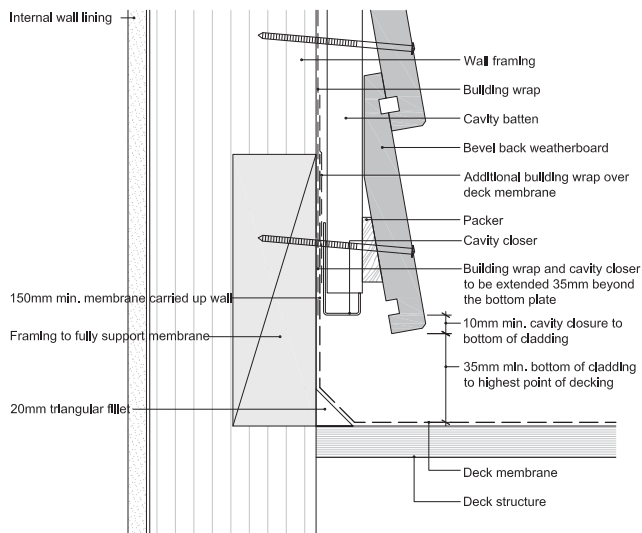 Internal wall lining
Wall framing
Building wrap
Cavity batten
Bevel back weatherboard
Additional building wrap over
deck membrane
Packer
Cavity closer
Building wrap and cavity closer
to be extended 35mm beyond
the bottom plate
150mm min. membrane carried up wall
10mm min. cavity closure to
bottom of cladding
Framing to fully support membrane
35mm min. bottom of cladding
to highest point of decking
20mm triangular fillet
Deck membrane
Deck structure